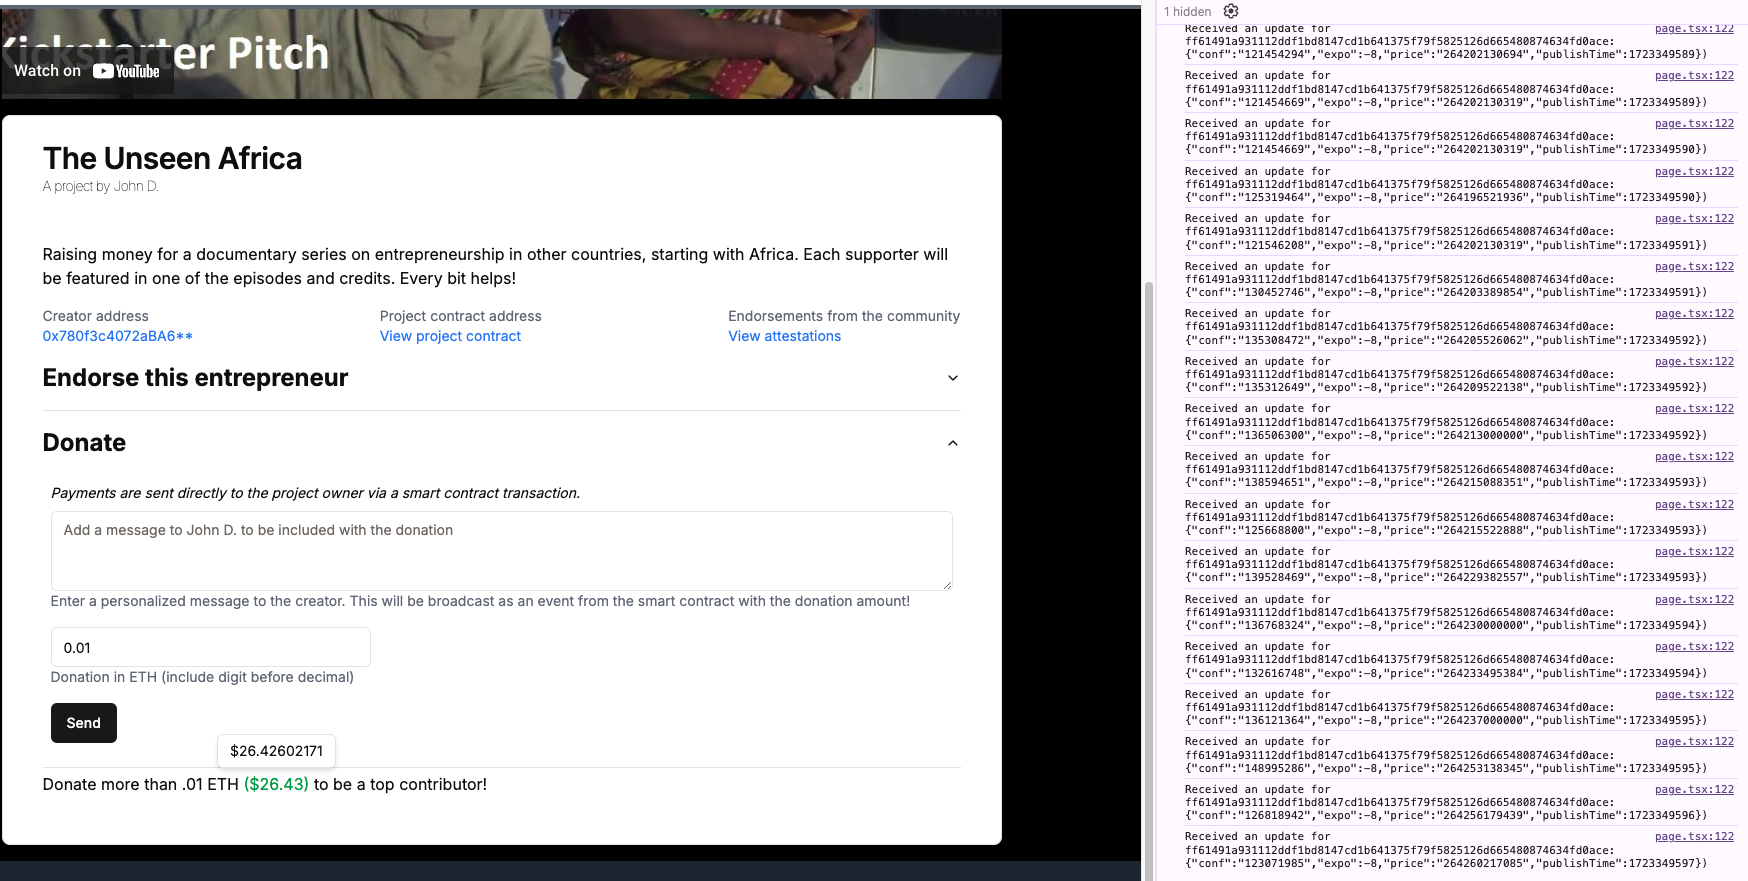 Kickstarter Pitch
Watch on YouTube
The Unseen Africa
A project by John D.
Raising money for a documentary series on entrepreneurship in other countries, starting with Africa. Each supporter will
be featured in one of the episodes and credits. Every bit helps!
Creator address
0x780f3c4072aBA6**
Project contract address
View project contract
Endorsements from the community
View attestations
Endorse this entrepreneur
Donate
Payments are sent directly to the project owner via a smart contract transaction.
Add a message to John D. to be included with the donation
Enter a personalized message to the creator. This will be broadcast as an event from the smart contract with the donation amount!
0.01
Donation in ETH (include digit before decimal)
Send
$26.42602171
Donate more than .01 ETH ($26.43) to be a top contributor!
1 hidden
Received an update for page.tsx:122
ff61491a931112ddf1bd8147cd1b641375f79f5825126d665480874634fd0ace:
{"conf":"121454294","expo":-8,"price":"264202130694","publishTime":1723349589})
Received an update for page.tsx:122
ff61491a931112ddf1bd8147cd1b641375f79f5825126d665480874634fd0ace:
{"conf":"121454669","expo":-8,"price":"264202130319","publishTime":1723349589})
Received an update for page.tsx:122
ff61491a931112ddf1bd8147cd1b641375f79f5825126d665480874634fd0ace:
{"conf":"121454669","expo":-8,"price":"264202130319","publishTime":1723349590})
Received an update for page.tsx:122
ff61491a931112ddf1bd8147cd1b641375f79f5825126d665480874634fd0ace:
{"conf":"125319464","expo":-8,"price":"264196521936","publishTime":1723349590})
Received an update for page.tsx:122
ff61491a931112ddf1bd8147cd1b641375f79f5825126d665480874634fd0ace:
{"conf":"121546208","expo":-8,"price":"264202130319","publishTime":1723349591})
Received an update for page.tsx:122
ff61491a931112ddf1bd8147cd1b641375f79f5825126d665480874634fd0ace:
{"conf":"130452746","expo":-8,"price":"264203389854","publishTime":1723349591})
Received an update for page.tsx:122
ff61491a931112ddf1bd8147cd1b641375f79f5825126d665480874634fd0ace:
{"conf":"135308472","expo":-8,"price":"264205526062","publishTime":1723349592})
Received an update for page.tsx:122
ff61491a931112ddf1bd8147cd1b641375f79f5825126d665480874634fd0ace:
{"conf":"135312649","expo":-8,"price":"264209522138","publishTime":1723349592})
Received an update for page.tsx:122
ff61491a931112ddf1bd8147cd1b641375f79f5825126d665480874634fd0ace:
{"conf":"136506300","expo":-8,"price":"264213000000","publishTime":1723349592})
Received an update for page.tsx:122
ff61491a931112ddf1bd8147cd1b641375f79f5825126d665480874634fd0ace:
{"conf":"138594651","expo":-8,"price":"264215088351","publishTime":1723349593})
Received an update for page.tsx:122
ff61491a931112ddf1bd8147cd1b641375f79f5825126d665480874634fd0ace:
{"conf":"125668800","expo":-8,"price":"264215522888","publishTime":1723349593})
Received an update for page.tsx:122
ff61491a931112ddf1bd8147cd1b641375f79f5825126d665480874634fd0ace:
{"conf":"139528469","expo":-8,"price":"264229382557","publishTime":1723349593})
Received an update for page.tsx:122
ff61491a931112ddf1bd8147cd1b641375f79f5825126d665480874634fd0ace:
{"conf":"136768324","expo":-8,"price":"264230000000","publishTime":1723349594})
Received an update for page.tsx:122
ff61491a931112ddf1bd8147cd1b641375f79f5825126d665480874634fd0ace:
{"conf":"132616748","expo":-8,"price":"264233495384","publishTime":1723349594})
Received an update for page.tsx:122
ff61491a931112ddf1bd8147cd1b641375f79f5825126d665480874634fd0ace:
{"conf":"136121364","expo":-8,"price":"264237000000","publishTime":1723349595})
Received an update for page.tsx:122
ff61491a931112ddf1bd8147cd1b641375f79f5825126d665480874634fd0ace:
{"conf":"148995286","expo":-8,"price":"264253138345","publishTime":1723349595})
Received an update for page.tsx:122
ff61491a931112ddf1bd8147cd1b641375f79f5825126d665480874634fd0ace:
{"conf":"126818942","expo":-8,"price":"264256179439","publishTime":1723349596})
Received an update for page.tsx:122
ff61491a931112ddf1bd8147cd1b641375f79f5825126d665480874634fd0ace:
{"conf":"123071985","expo":-8,"price":"264260217085","publishTime":1723349597})